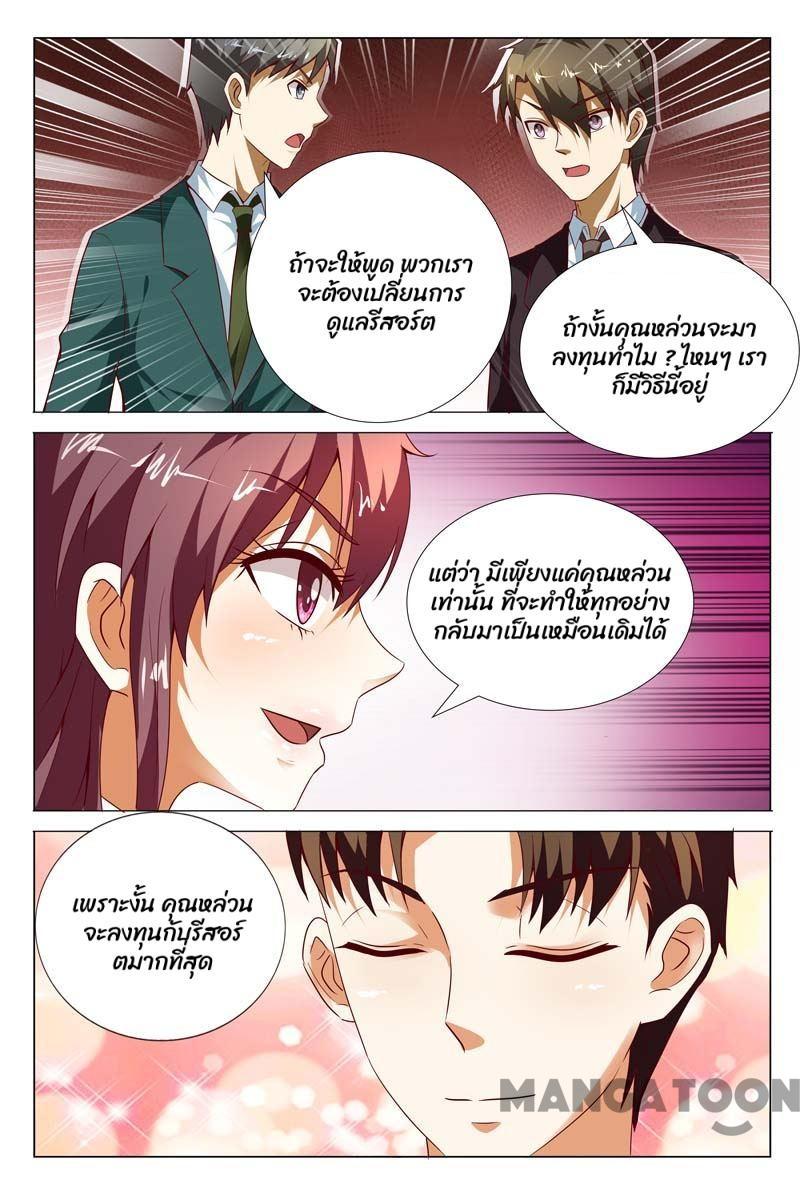 ถ้าจะให้พูด พวกเรา
จะต้องเปลี่ยนการ
ดูแลรีสอร์ต
ถ้างั้นคุณหล่วนจะมา
ลงทุนทำไม ? ไหนๆ เรา
ก็มีวิธีนี้อยู่
แต่ว่า มีเพียงแค่คุณหล่วน
เท่านั้น ที่จะทำให้ทุกอย่าง
กลับมาเป็นเหมือนเดิมได้
เพราะงั้น คุณหล่วน
จะลงทุนกับรีสอร์
ตมากที่สุด
MANGATOON